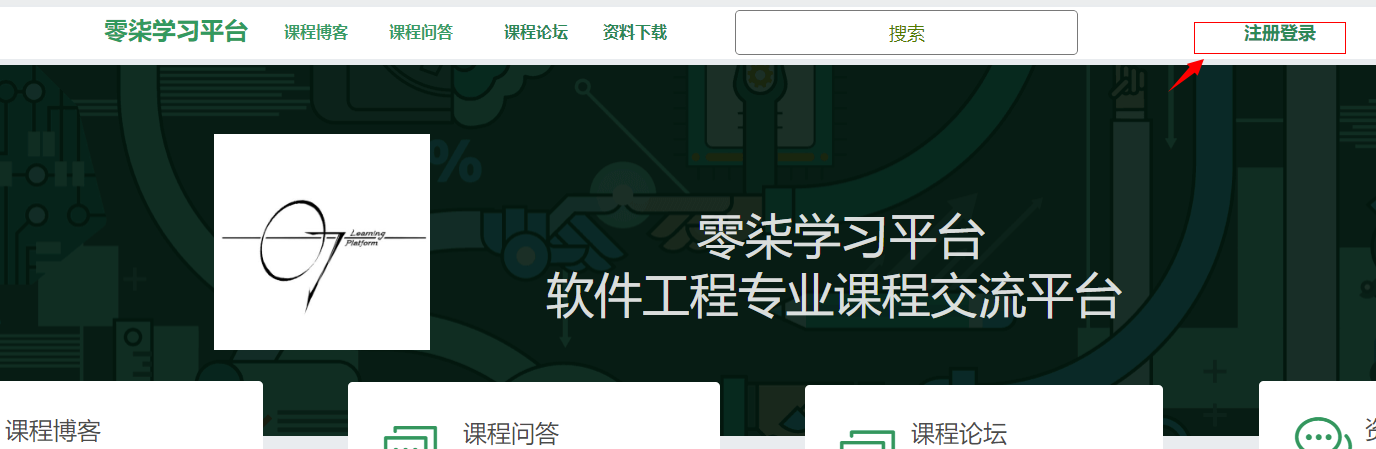 零柒学习平台 课程博客 课程问答 课程论坛 资料下载 搜索 注册登录
%
Learning
Platform
零柒学习平台
软件工程专业课程交流平台
课程博客 课程问答 课程论坛